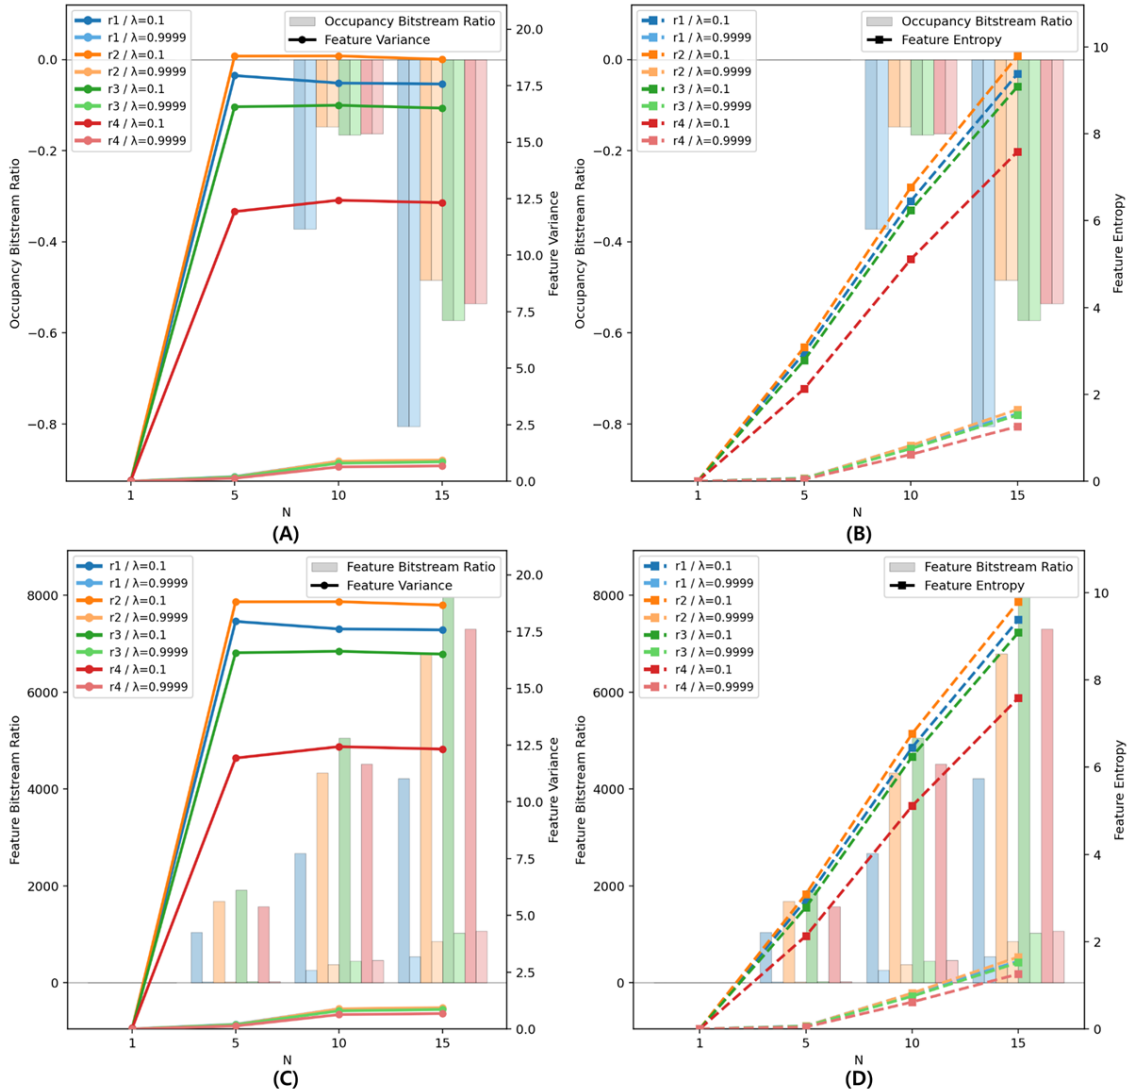 r1 / λ=0.1
r1 / λ=0.9999
r2 / λ=0.1
r2 / λ=0.9999
r3 / λ=0.1
r3 / λ=0.9999
r4 / λ=0.1
r4 / λ=0.9999
Occupancy Bitstream Ratio
Feature Variance
0.0
−0.2
−0.4
−0.6
−0.8
Occupancy Bitstream Ratio
20.0
17.5
15.0
12.5
10.0
7.5
5.0
2.5
0.0
Feature Variance
1
5
10
15
N
(A)
r1 / λ=0.1
r1 / λ=0.9999
r2 / λ=0.1
r2 / λ=0.9999
r3 / λ=0.1
r3 / λ=0.9999
r4 / λ=0.1
r4 / λ=0.9999
Occupancy Bitstream Ratio
Feature Entropy
0.0
−0.2
−0.4
−0.6
−0.8
Occupancy Bitstream Ratio
10
8
6
4
2
0
Feature Entropy
1
5
10
15
N
(B)
r1 / λ=0.1
r1 / λ=0.9999
r2 / λ=0.1
r2 / λ=0.9999
r3 / λ=0.1
r3 / λ=0.9999
r4 / λ=0.1
r4 / λ=0.9999
Feature Bitstream Ratio
Feature Variance
8000
6000
4000
2000
0
Feature Bitstream Ratio
20.0
17.5
15.0
12.5
10.0
7.5
5.0
2.5
0.0
Feature Variance
1
5
10
15
N
(C)
r1 / λ=0.1
r1 / λ=0.9999
r2 / λ=0.1
r2 / λ=0.9999
r3 / λ=0.1
r3 / λ=0.9999
r4 / λ=0.1
r4 / λ=0.9999
Feature Bitstream Ratio
Feature Entropy
8000
6000
4000
2000
0
Feature Bitstream Ratio
10
8
6
4
2
0
Feature Entropy
1
5
10
15
N
(D)